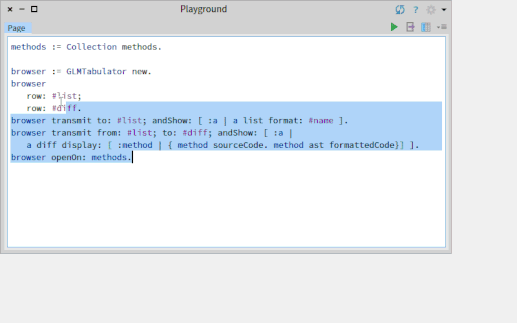 Playground
Page
methods := Collection methods.
browser := GLMTabulator new.
browser
row: #list;
row: #diff.
browser transmit to: #list; andShow: [ :a | a list format: #name ].
browser transmit from: #list; to: #diff; andShow: [ :a |
a diff display: [ :method | { method sourceCode. method ast formattedCode}] ].
browser openOn: methods.